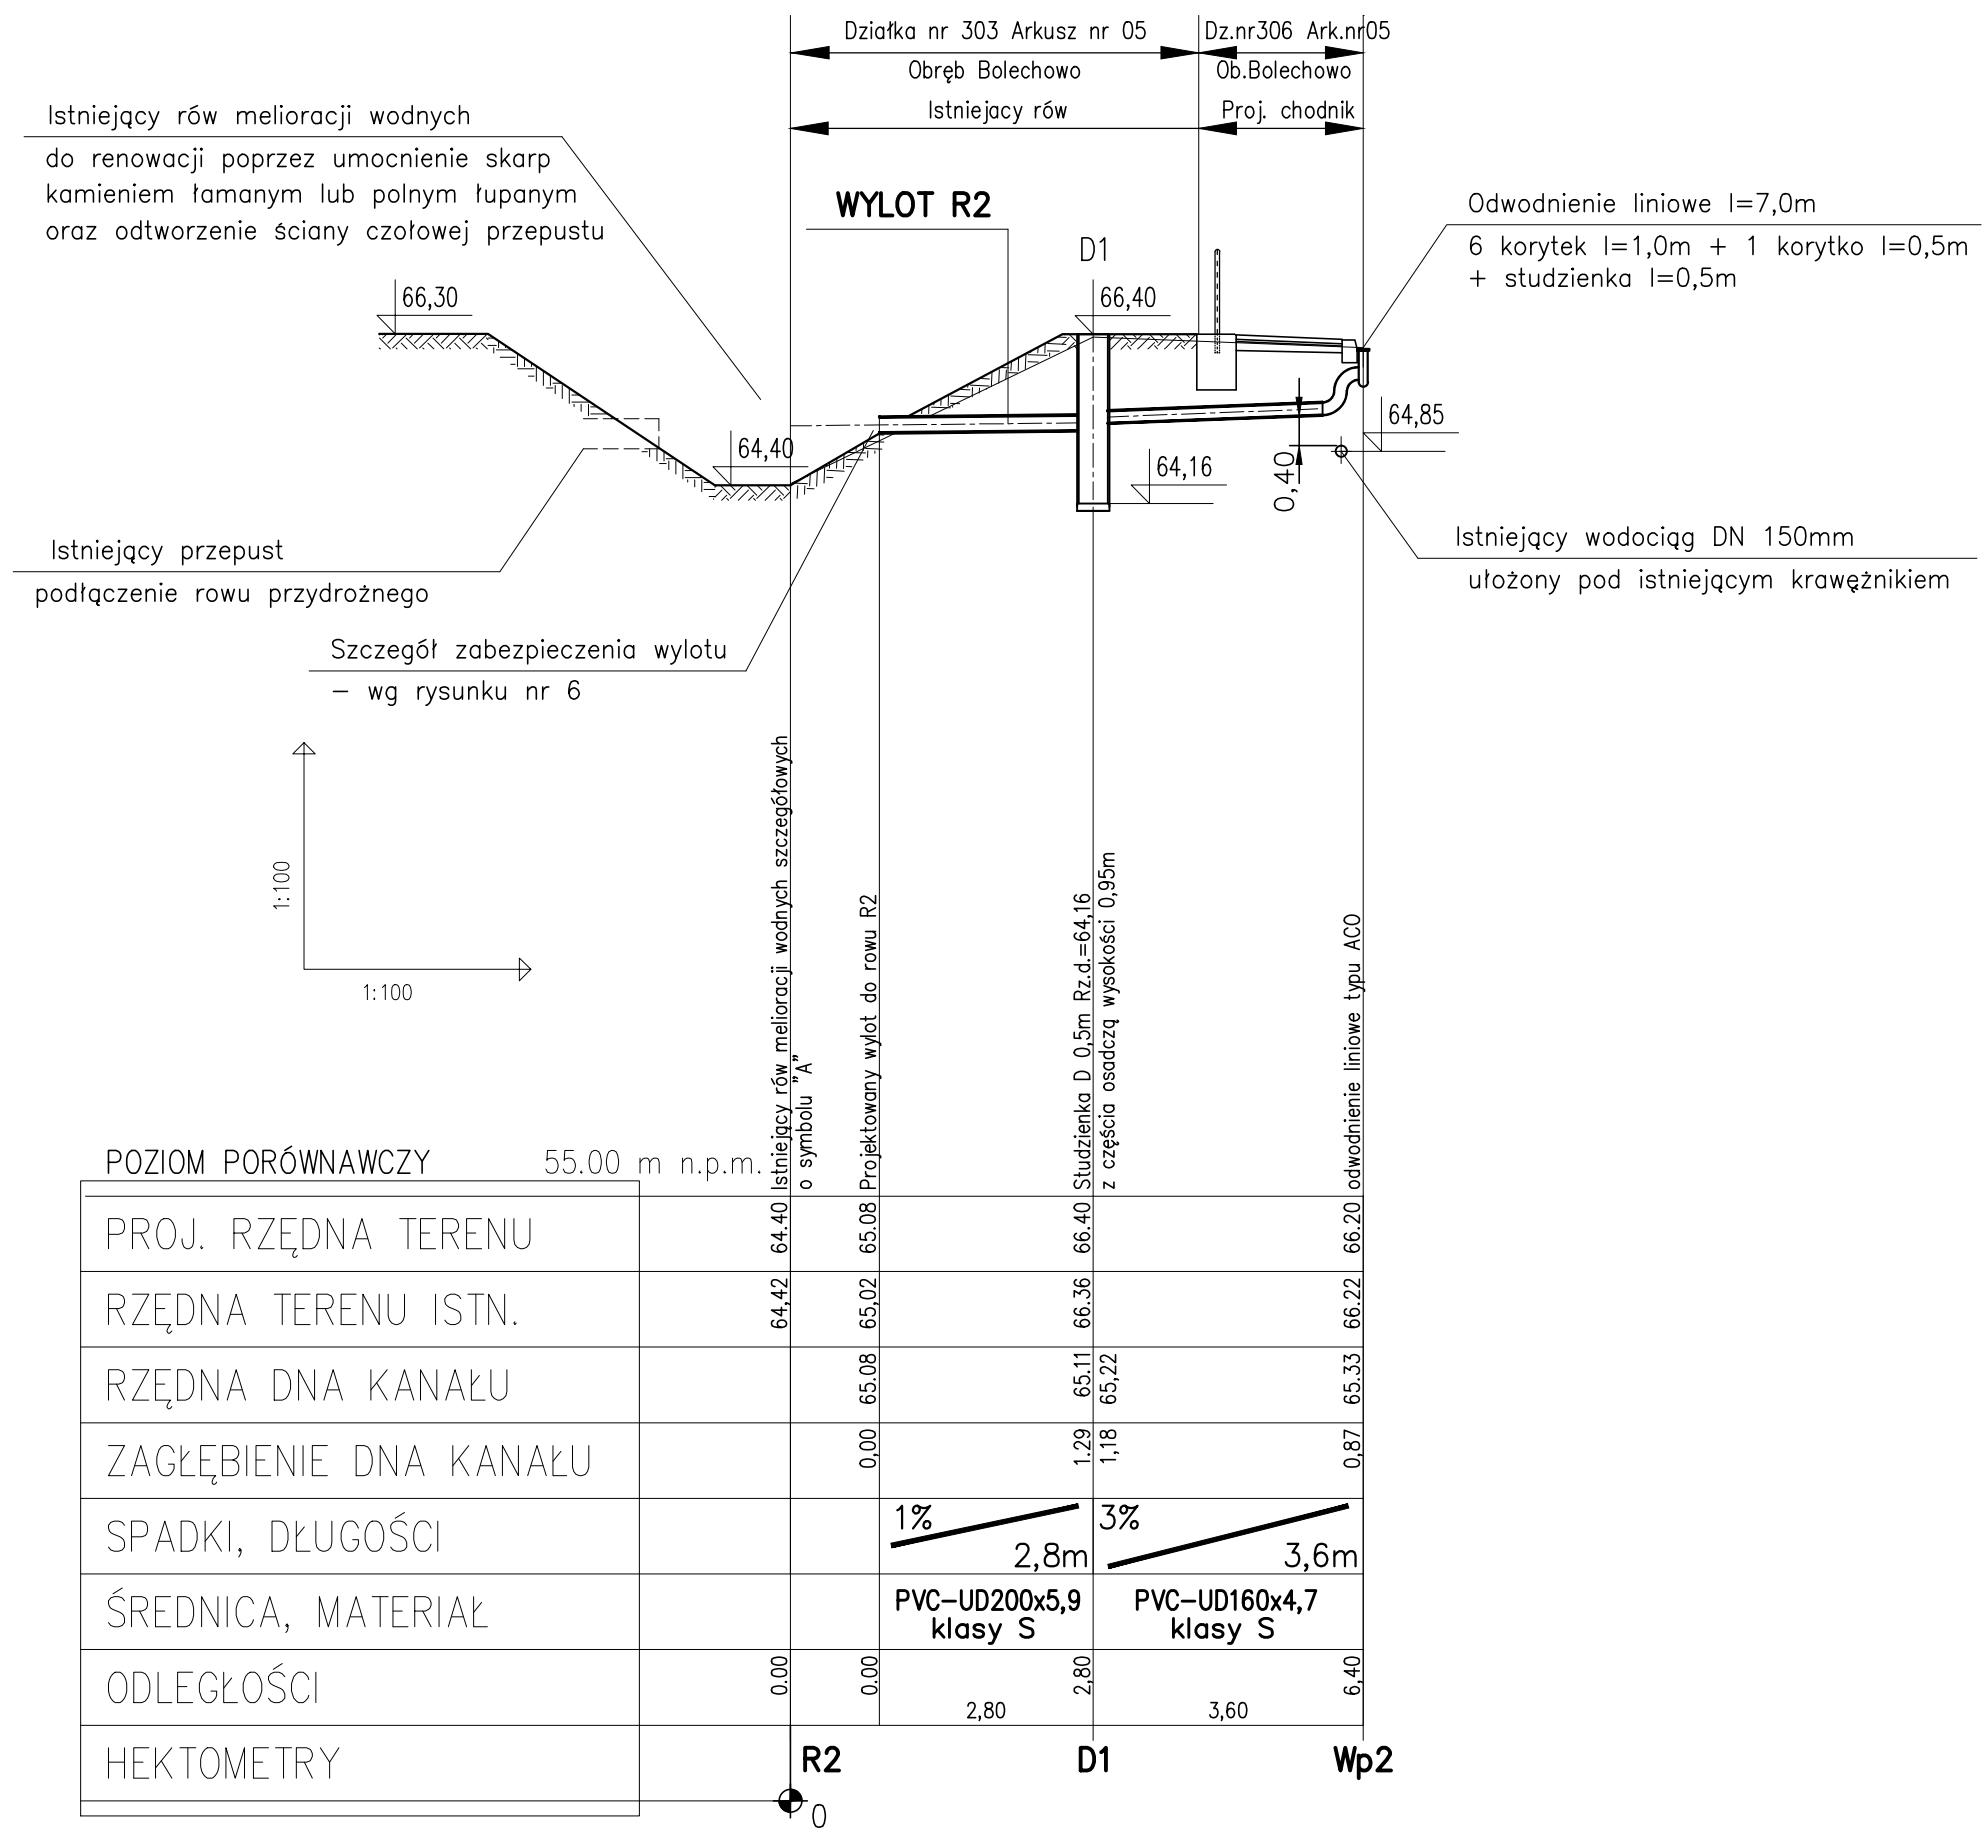 Działka nr 303 Arkusz nr 05
Dz.nr306 Ark.nr05
Obręb Bolechowo
Ob.Bolechowo
Istniejacy rów
Proj. chodnik
Istniejący rów melioracji wodnych
do renowacji poprzez umocnienie skarp
kamieniem łamanym lub polnym łupanym
oraz odtworzenie ściany czołowej przepustu
WYLOT R2
D1
Odwodnienie liniowe l=7,0m
6 korytek l=1,0m + 1 korytko l=0,5m
+ studzienka l=0,5m
66,30
66,40
64,40
64,16
64,85
0,40
Istniejący przepust
podłączenie rowu przydrożnego
Istniejący wodociąg DN 150mm
ułożony pod istniejącym krawężnikiem
Szczegół zabezpieczenia wylotu
– wg rysunku nr 6
1:100
1:100
Istniejący rów melioracji wodnych szczegółowych
o symbolu "A"
Projektowany wylot do rowu R2
Studzienka D 0,5m Rz.d.=64,16
z częścia osadczą wysokości 0,95m
odwodnienie liniowe typu ACO
POZIOM PORÓWNAWCZY 55.00 m n.p.m.
PROJ. RZĘDNA TERENU 64.40 65.08 66.40 66.20
RZĘDNA TERENU ISTN. 64,42 65,02 66.36 66.22
RZĘDNA DNA KANAŁU 65.08 65.11 65,22 65.33
ZAGŁĘBIENIE DNA KANAŁU 0,00 1.29 1,18 0,87
SPADKI, DŁUGOŚCI 1% 2,8m 3% 3,6m
ŚREDNICA, MATERIAŁ
PVC–UD200x5,9
klasy S
PVC–UD160x4,7
klasy S
ODLEGŁOŚCI 0.00 0.00 2,80 6,40
2,80 3,60
HEKTOMETRY
R2 D1 Wp2
0